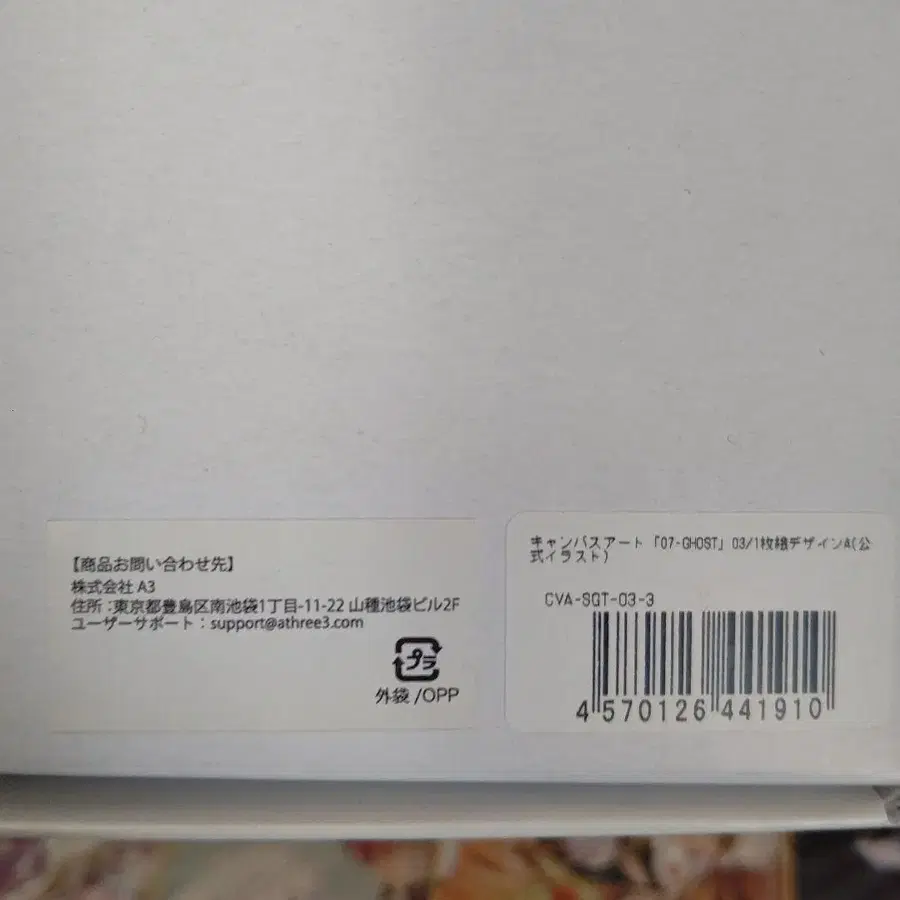 【商品お問い合わせ先】
株式会社 A3
住所:東京都豊島区南池袋1丁目-11-22 山種池袋ビル2F
ユーザーサポート:support@athree3.com
プラ
外袋 /OPP
キャンバスアート「07-GHOST」03/1枚繪デザインA(公
式イラスト)
CVA-SGT-03-3
4 570126 441910